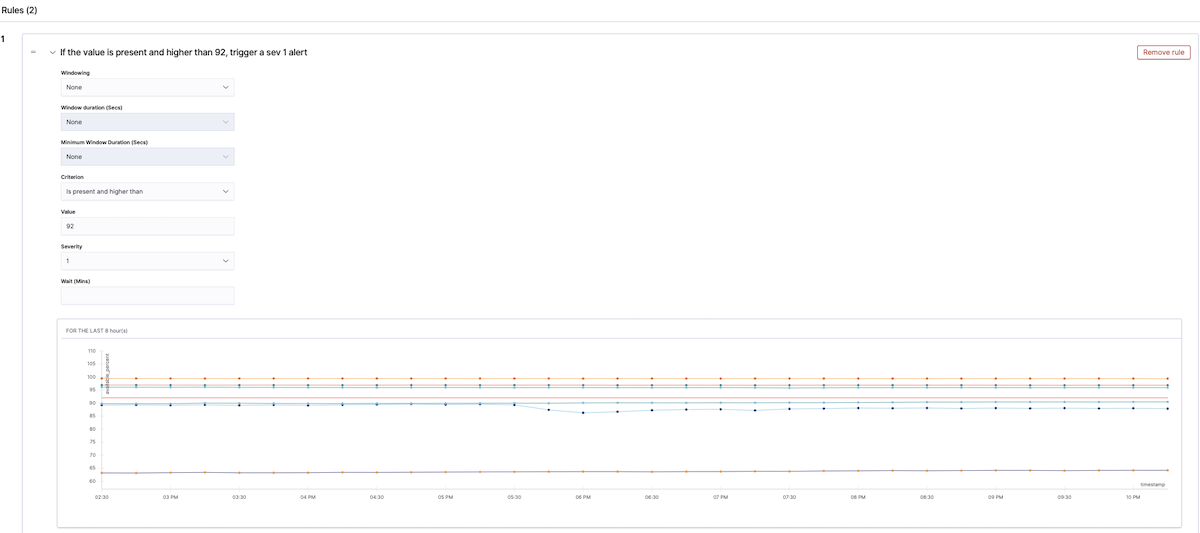 Rules (2)
1
If the value is present and higher than 92, trigger a sev 1 alert
Remove rule
Windowing
None
Window duration (Secs)
None
Minimum Window Duration (Secs)
None
Criterion
Is present and higher than
Value
92
Severity
1
Wait (Mins)
FOR THE LAST 8 hour(s)
available_percent
110
105
100
95
90
85
80
75
70
65
60
timestamp
02:30 03 PM 03:30 04 PM 04:30 05 PM 05:30 06 PM 06:30 07 PM 07:30 08 PM 08:30 09 PM 09:30 10 PM